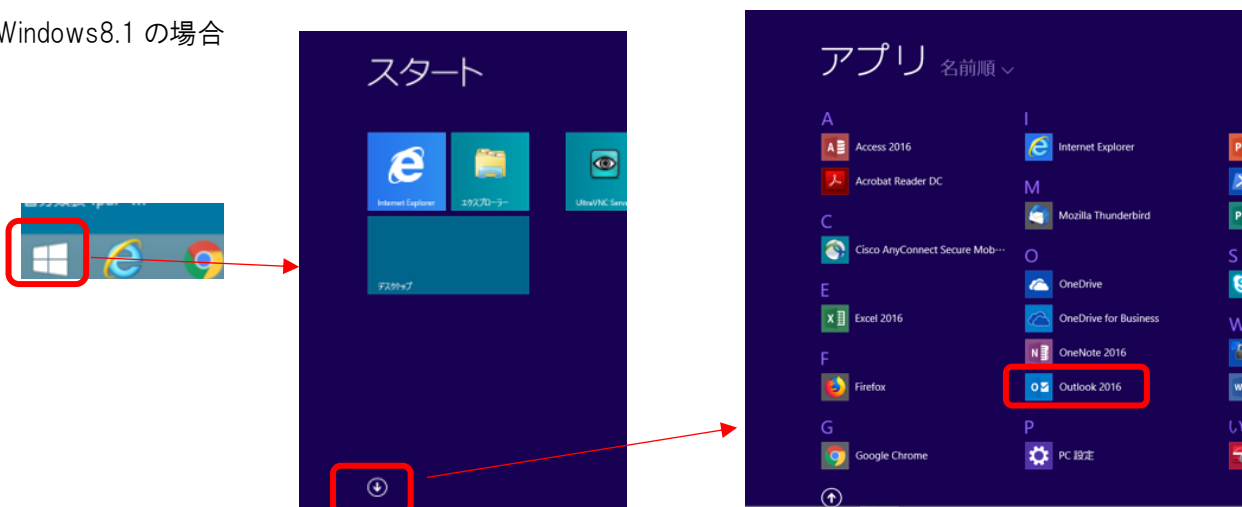 Windows8.1 の場合
スタート
Internet Explorer
エクスプローラー
UltraVNC Serv
デスクトップ
アプリ 名前順
A
Access 2016
Acrobat Reader DC
C
Cisco AnyConnect Secure Mob…
E
Excel 2016
F
Firefox
G
Google Chrome
I
Internet Explorer
M
Mozilla Thunderbird
O
OneDrive
OneDrive for Business
OneNote 2016
Outlook 2016
P
PC 設定
S
W
い